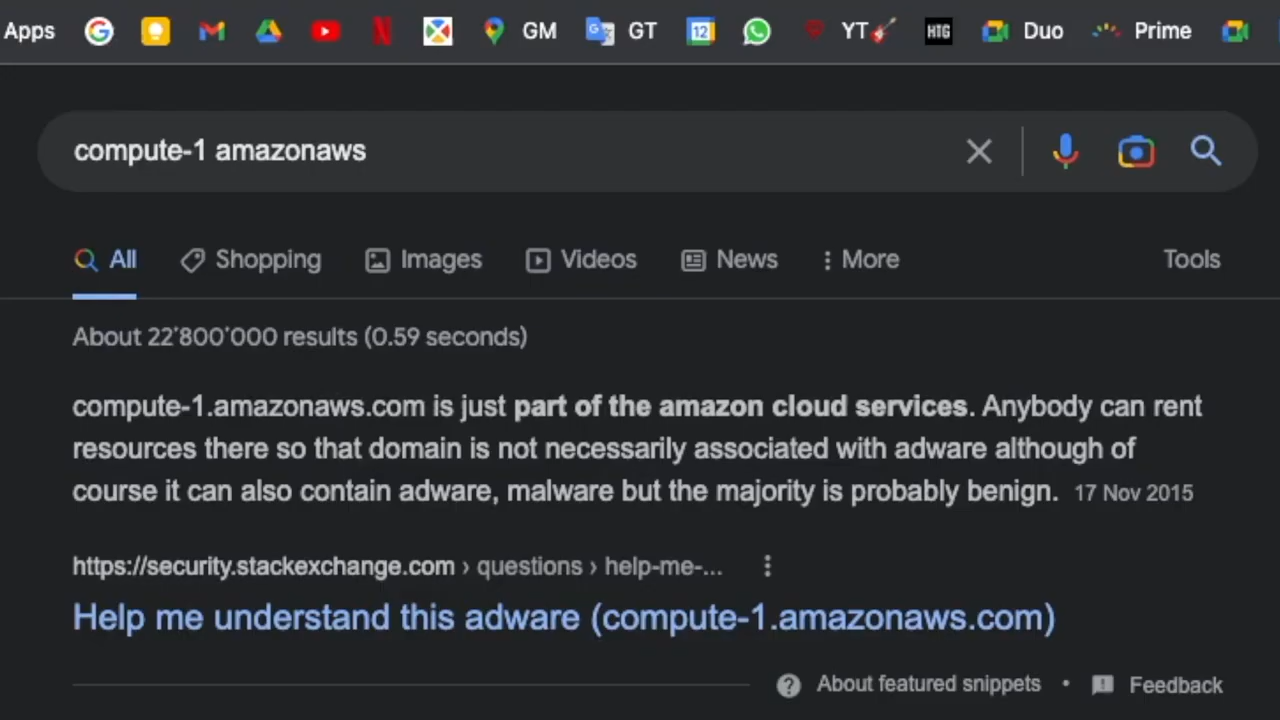 Apps GM GT 12 YT HTG Duo Prime
compute-1 amazonaws
All Shopping Images Videos News More Tools
About 22'800'000 results (0.59 seconds)
compute-1.amazonaws.com is just part of the amazon cloud services. Anybody can rent
resources there so that domain is not necessarily associated with adware although of
course it can also contain adware, malware but the majority is probably benign. 17 Nov 2015
https://security.stackexchange.com › questions › help-me-...
Help me understand this adware (compute-1.amazonaws.com)
About featured snippets • Feedback